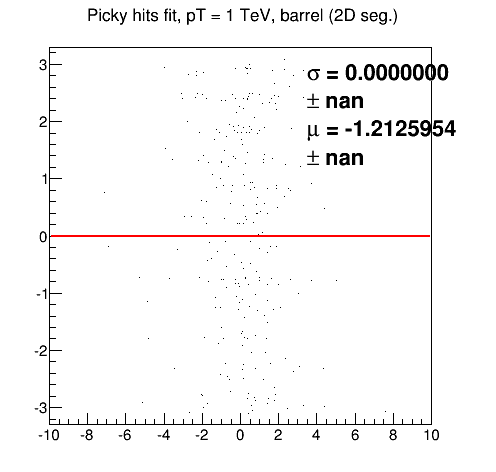 Picky hits fit, pT = 1 TeV, barrel (2D seg.)
σ = 0.0000000
± nan
μ = -1.2125954
± nan
3
2
1
0
-1
-2
-3
-10 -8 -6 -4 -2 0 2 4 6 8 10